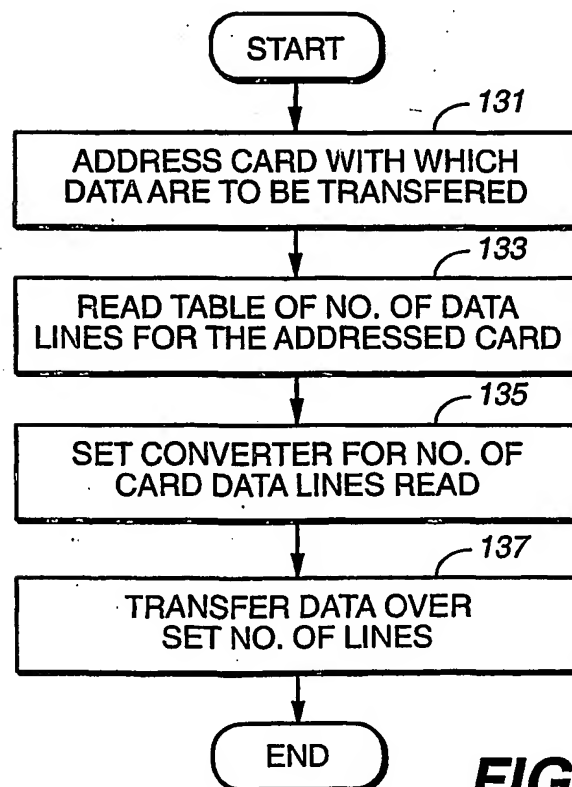 START
131
ADDRESS CARD WITH WHICH
DATA ARE TO BE TRANSFERED
133
READ TABLE OF NO. OF DATA
LINES FOR THE ADDRESSED CARD
135
SET CONVERTER FOR NO. OF
CARD DATA LINES READ
137
TRANSFER DATA OVER
SET NO. OF LINES
END
FIG